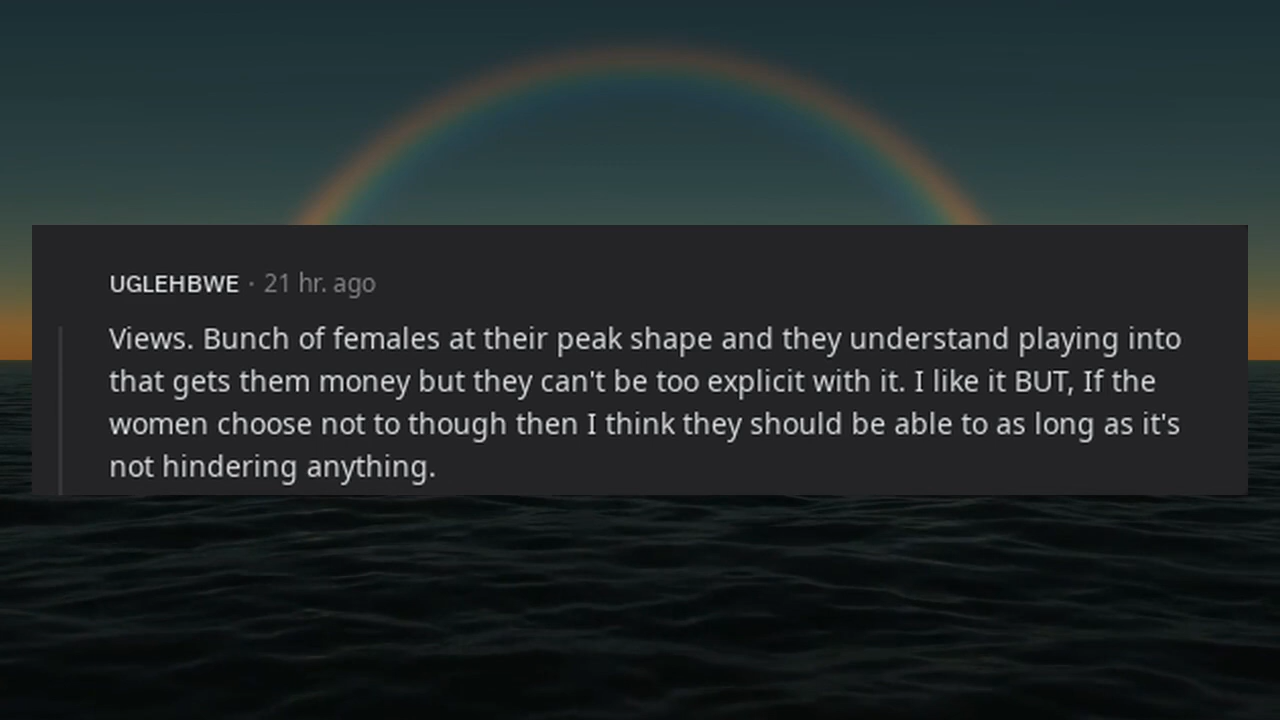 UGLEHBWE · 21 hr. ago
Views. Bunch of females at their peak shape and they understand playing into
that gets them money but they can't be too explicit with it. I like it BUT, If the
women choose not to though then I think they should be able to as long as it's
not hindering anything.